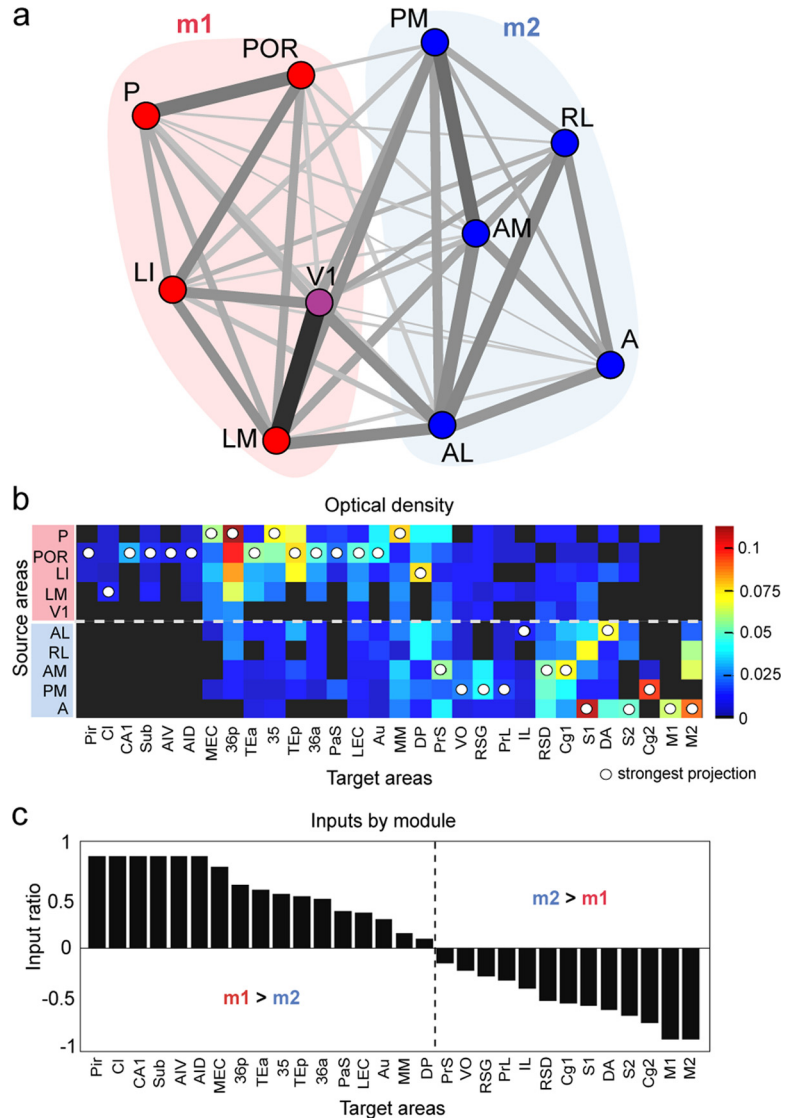 a
m1
m2
PM
POR
P
RL
AM
LI
V1
A
LM
AL
b
Optical density
Source areas
P
POR
LI
LM
V1
AL
RL
AM
PM
A
0.1
0.075
0.05
0.025
0
Pir Cl CA1 Sub AIV AID MEC 36p TEa 35 TEp 36a PaS LEC Au MM DP PrS VO RSG PrL IL RSD Cg1 S1 DA S2 Cg2 M1 M2
Target areas
strongest projection
c
Inputs by module
Input ratio
1
0.5
0
-0.5
-1
m2 > m1
m1 > m2
Pir Cl CA1 Sub AIV AID MEC 36p TEa 35 TEp 36a PaS LEC Au MM DP PrS VO RSG PrL IL RSD Cg1 S1 DA S2 Cg2 M1 M2
Target areas